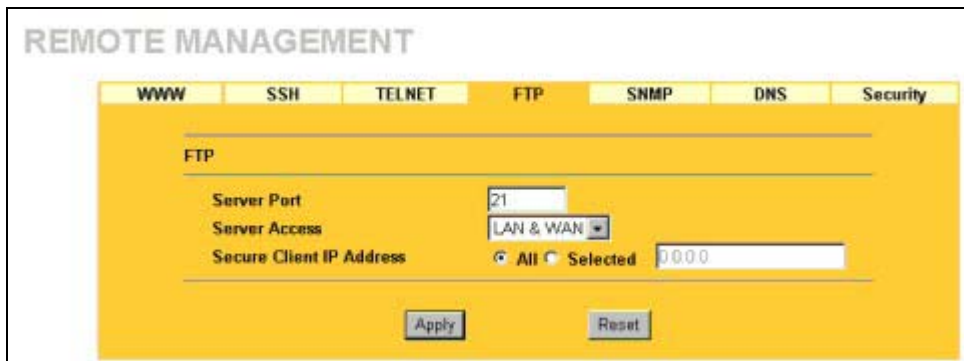 REMOTE MANAGEMENT
WWW SSH TELNET FTP SNMP DNS Security
FTP
Server Port 21
Server Access LAN & WAN
Secure Client IP Address All Selected 0.0.0.0
Apply Reset